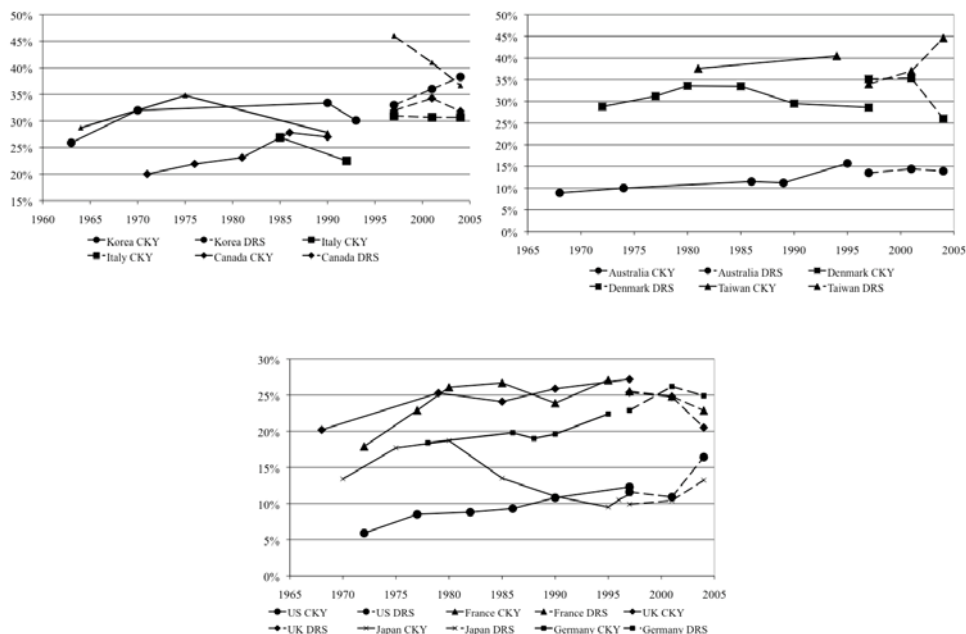 50%
45%
40%
35%
30%
25%
20%
15%
1960 1965 1970 1975 1980 1985 1990 1995 2000 2005
Korea CKY Korea DRS Italy CKY
Italy CKY Canada CKY Canada DRS
50%
45%
40%
35%
30%
25%
20%
15%
10%
5%
0%
1965 1970 1975 1980 1985 1990 1995 2000 2005
Australia CKY Australia DRS Denmark CKY
Denmark DRS Taiwan CKY Taiwan DRS
30%
25%
20%
15%
10%
5%
0%
1965 1970 1975 1980 1985 1990 1995 2000 2005
US CKY US DRS France CKY France DRS UK CKY
UK DRS Japan CKY Japan DRS Germany CKY Germany DRS